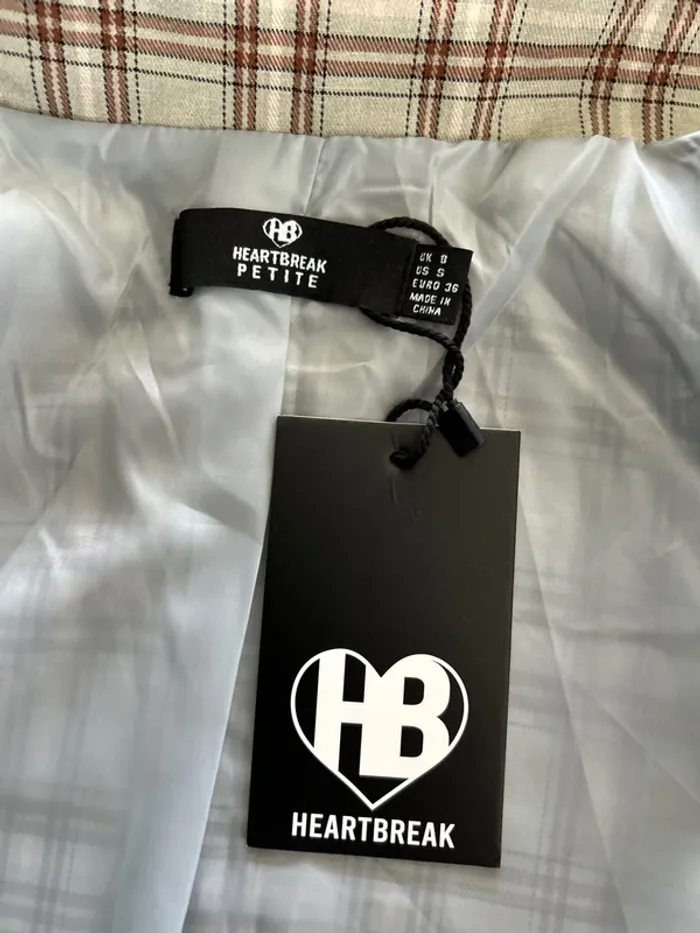 HB
HEARTBREAK
PETITE
UK 8
US S
EURO 36
MADE IN
CHINA
HB
HEARTBREAK